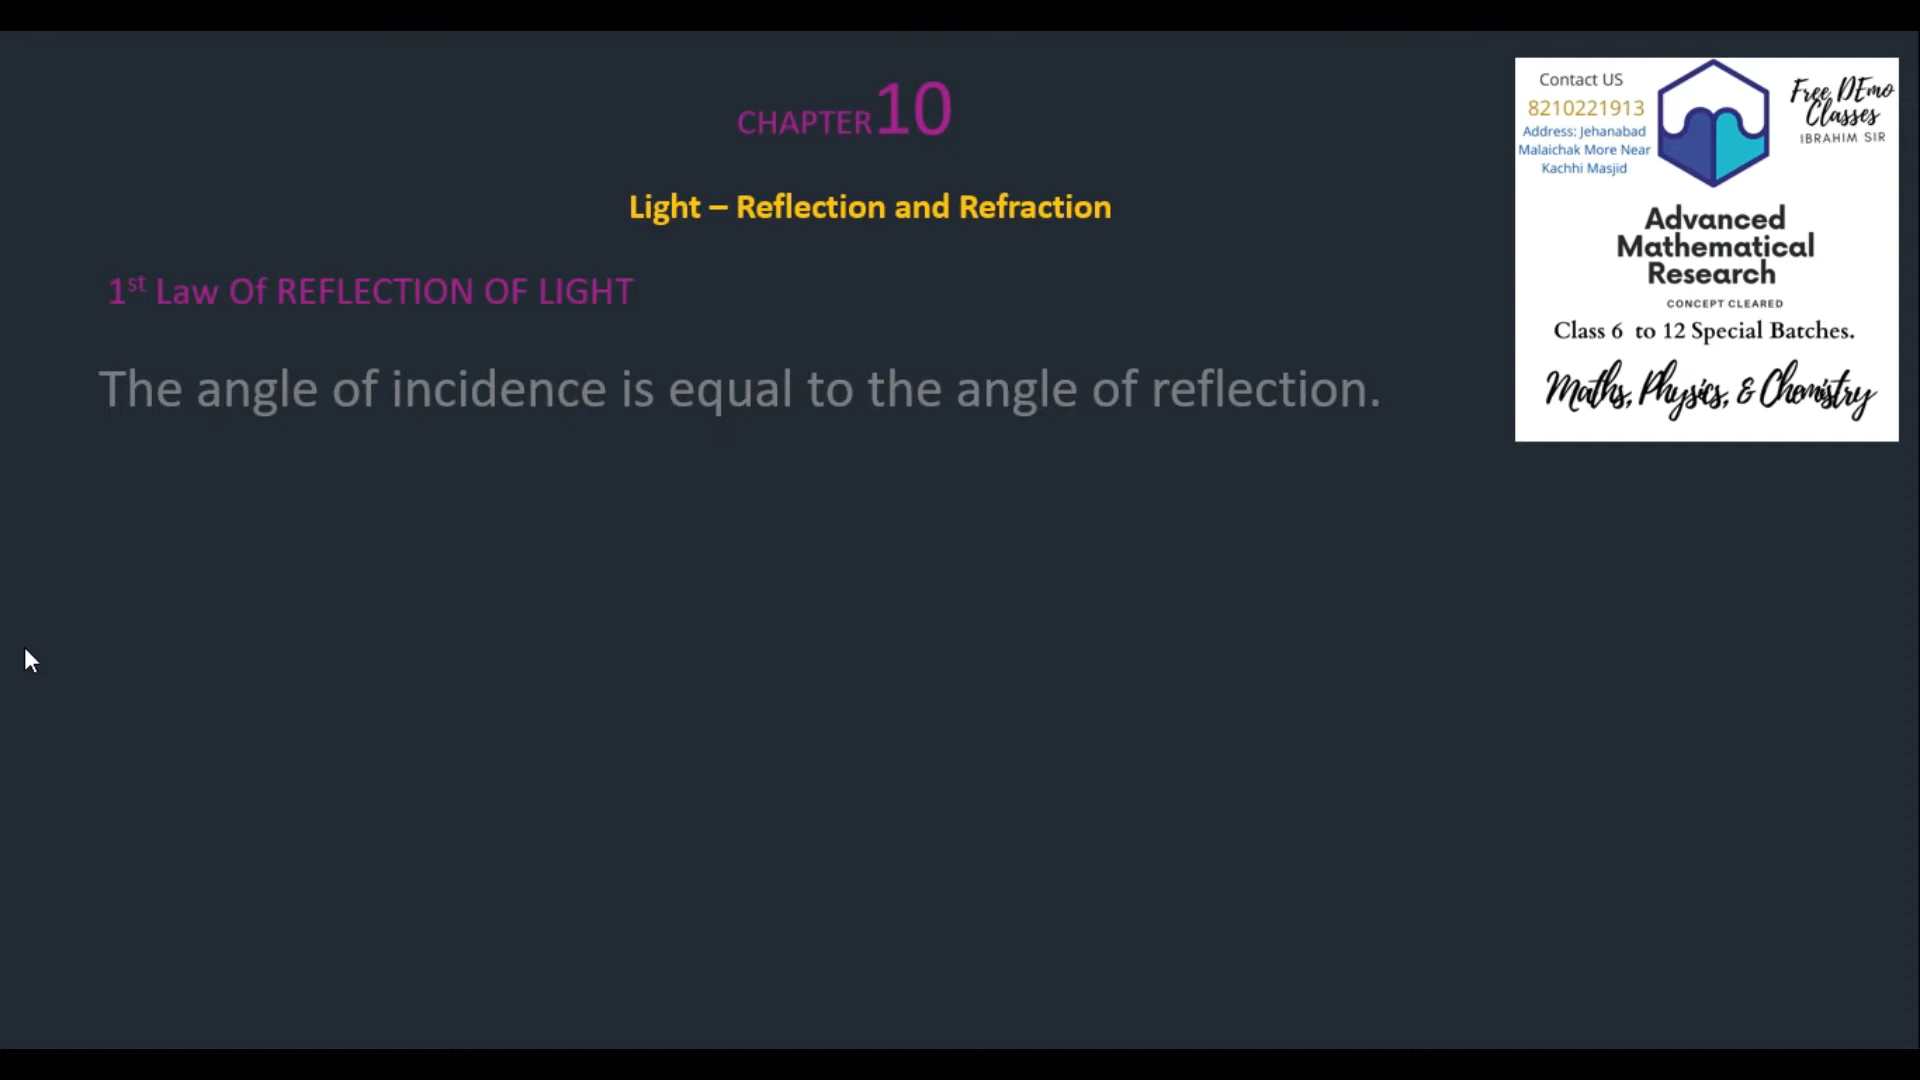 CHAPTER 10
Light – Reflection and Refraction
1st Law Of REFLECTION OF LIGHT
The angle of incidence is equal to the angle of reflection.
Contact US
8210221913
Address: Jehanabad
Malaichak More Near
Kachhi Masjid
Free DEmo
Classes
IBRAHIM SIR
Advanced
Mathematical
Research
CONCEPT CLEARED
Class 6 to 12 Special Batches.
Maths, Physics, & Chemistry